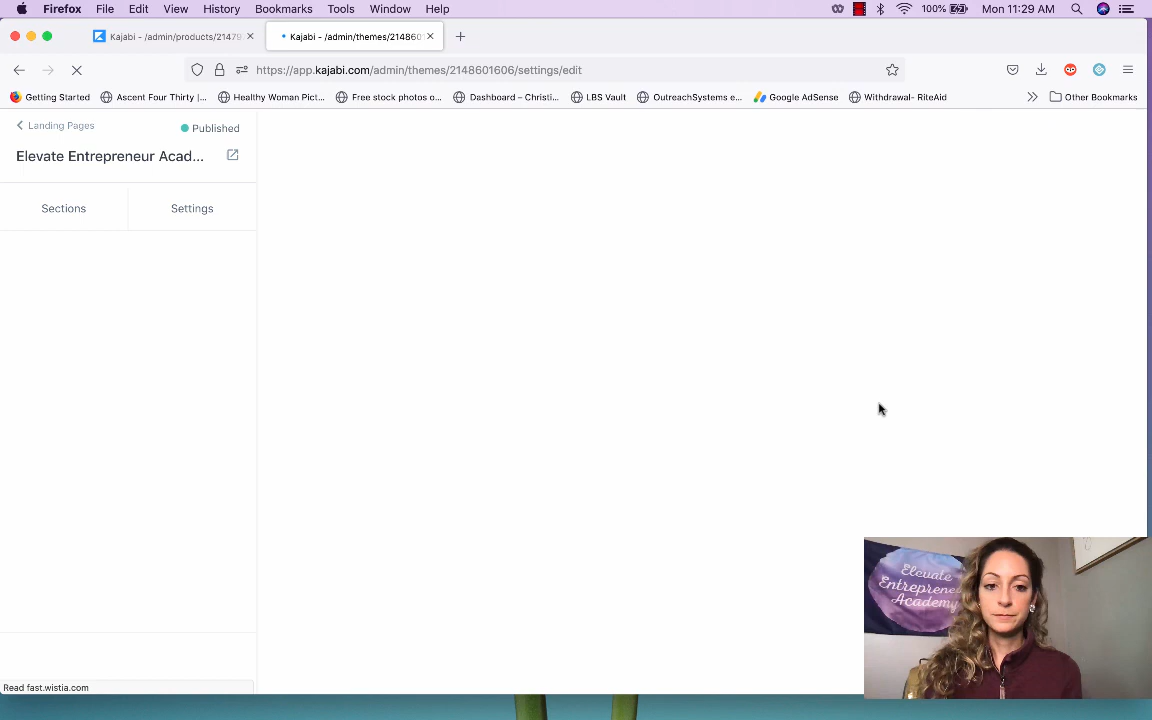 Firefox File Edit View History Bookmarks Tools Window Help 100% Mon 11:29 AM
Kajabi - /admin/products/21479 Kajabi - /admin/themes/2148601
https://app.kajabi.com/admin/themes/2148601606/settings/edit
Getting Started Ascent Four Thirty |... Healthy Woman Pict... Free stock photos o... Dashboard – Christi... LBS Vault OutreachSystems e... Google AdSense Withdrawal- RiteAid Other Bookmarks
Landing Pages Published
Elevate Entrepreneur Acad...
Sections Settings
Elevate
Entrepreneur
Academy
Read fast.wistia.com